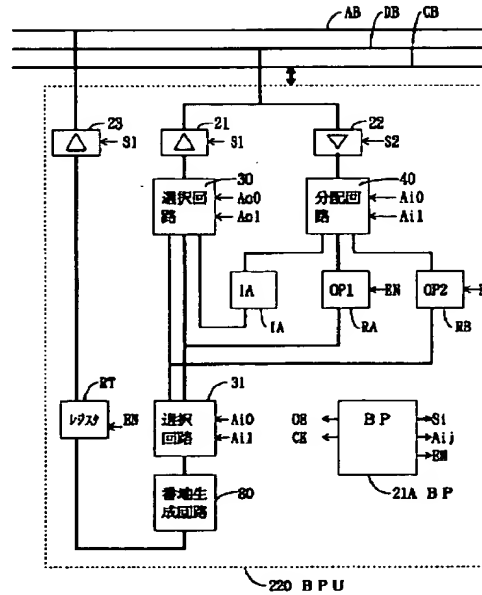 AB
DB
CB
23
S1
21
S1
22
S2
30
選択回
路
Ao0
Ao1
40
分配回
路
Ai0
Ai1
IA
IA
OP1
EN
RA
OP2
RB
RT
レジスタ
EN
31
選択
回路
Ai0
Ai1
番地生
成回路
80
BP
OE
CK
Si
Aij
EN
21A BP
220 BPU